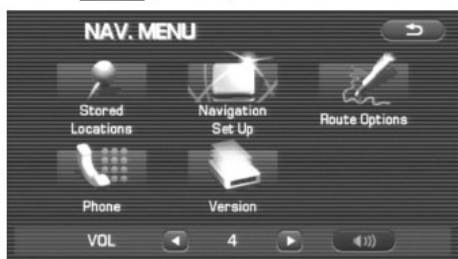 NAV. MENU
Stored
Locations
Navigation
Set Up
Route Options
Phone
Version
VOL 4